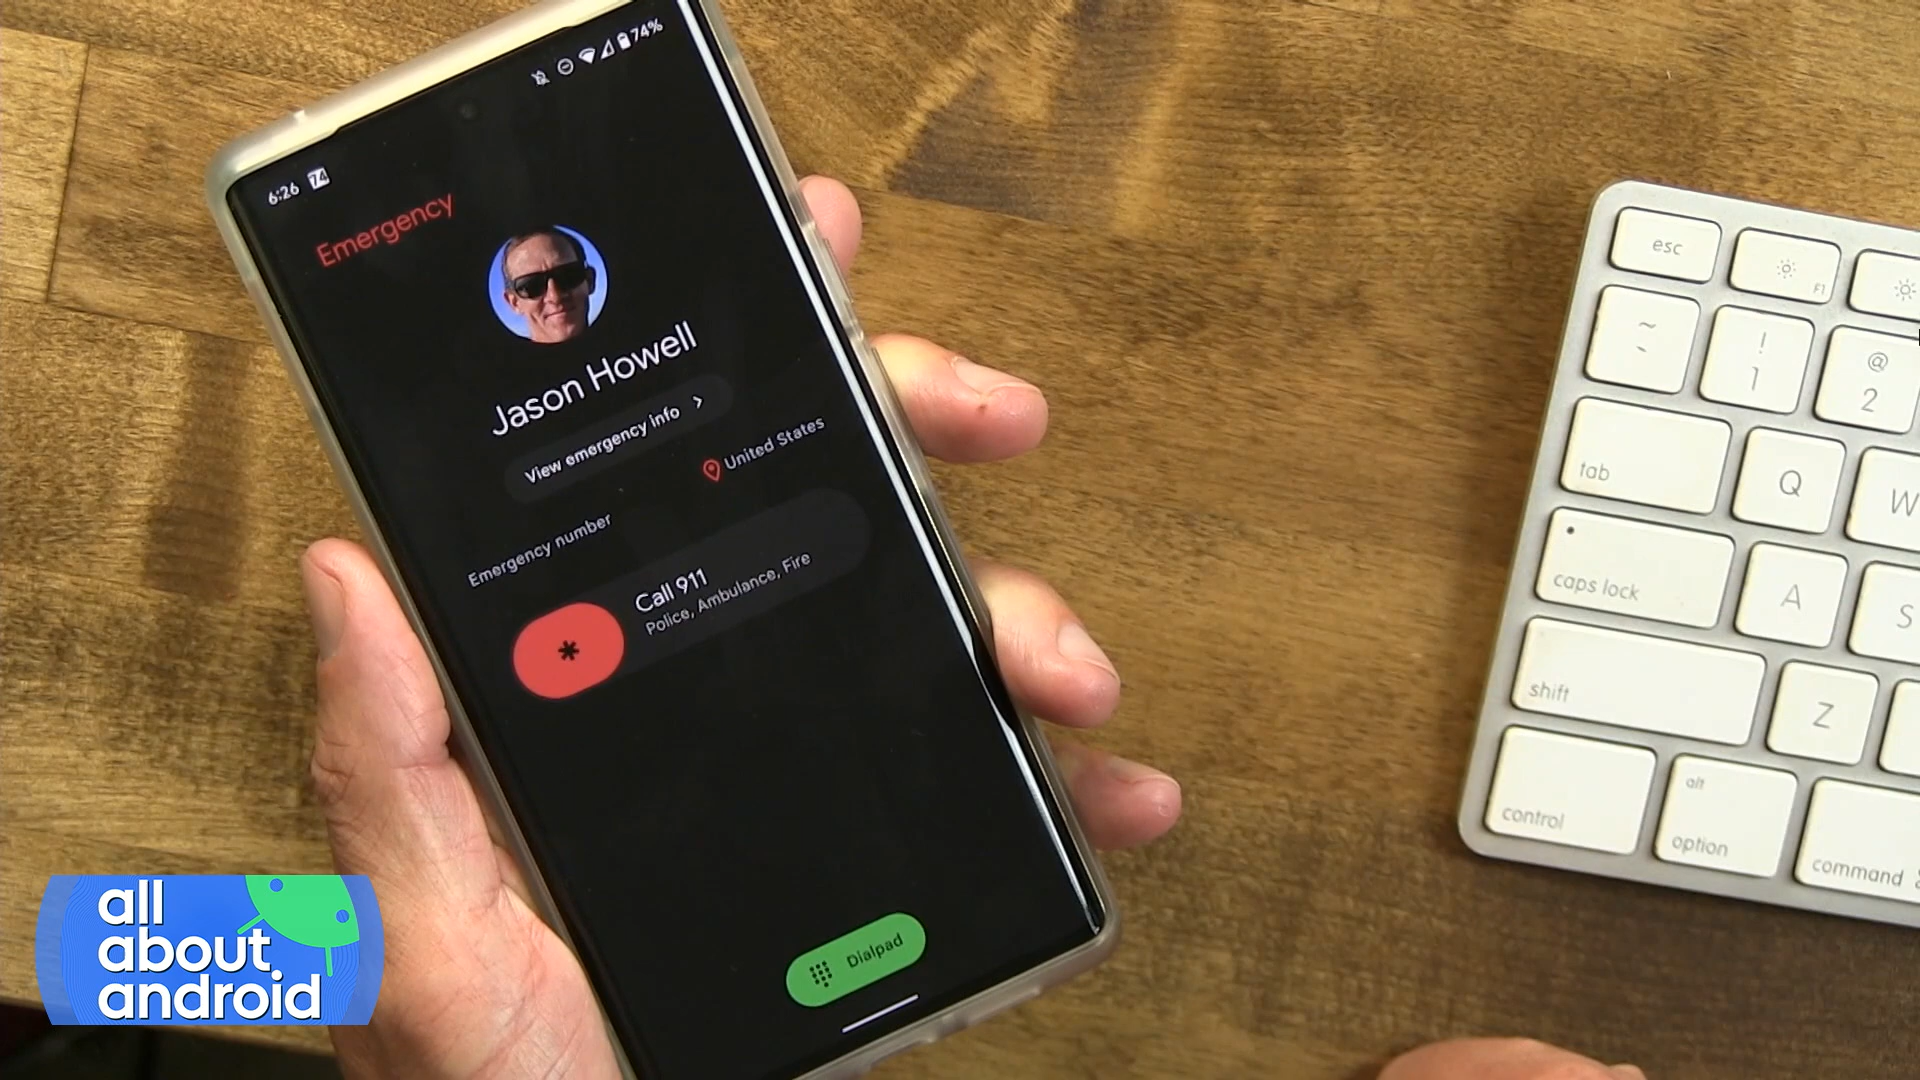 74%
6:26 74
Emergency
Jason Howell
View emergency info
United States
Emergency number
Call 911
Police, Ambulance, Fire
*
Dialpad
esc
F1
~
!
1
@
2
tab
Q
W
caps lock
A
S
shift
Z
control
alt
option
command
all
about
android